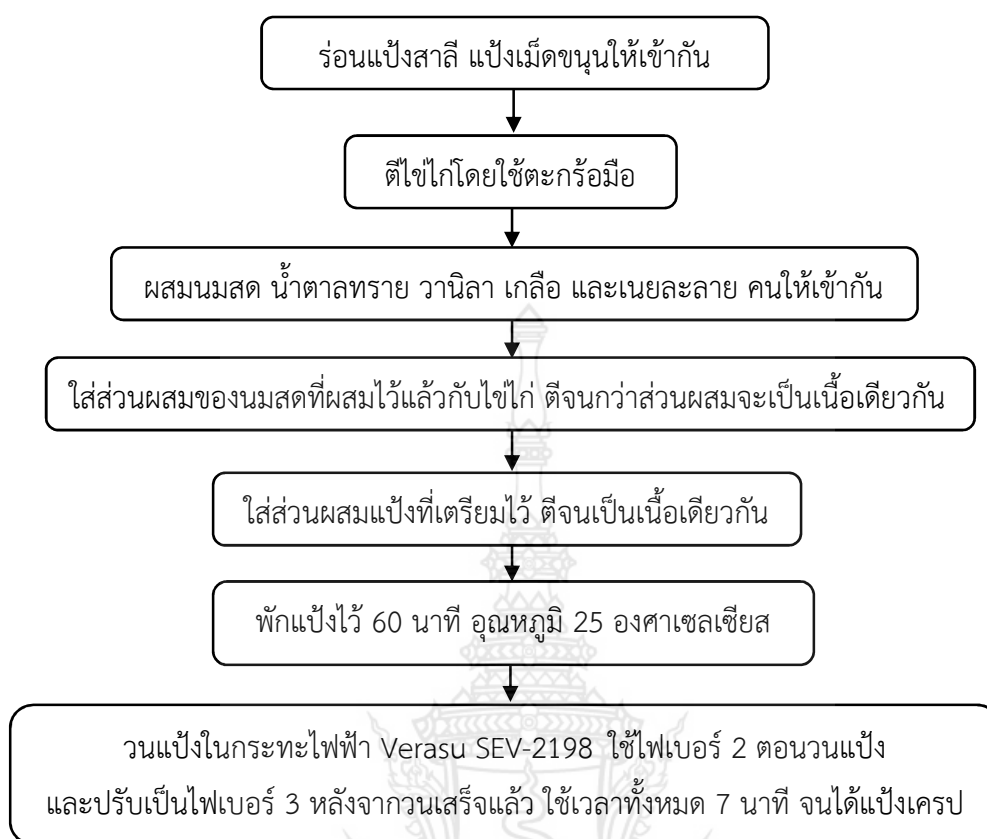 ร่อนแป้งสาลี แป้งเม็ดขนุนให้เข้ากัน
ตีไข่ไก่โดยใช้ตะกร้อมือ
ผสมนมสด น้ำตาลทราย วานิลา เกลือ และเนยละลาย คนให้เข้ากัน
ใส่ส่วนผสมของนมสดที่ผสมไว้แล้วกับไข่ไก่ ตีจนกว่าส่วนผสมจะเป็นเนื้อเดียวกัน
ใส่ส่วนผสมแป้งที่เตรียมไว้ ตีจนเป็นเนื้อเดียวกัน
พักแป้งไว้ 60 นาที อุณหภูมิ 25 องศาเซลเซียส
วนแป้งในกระทะไฟฟ้า Verasu SEV-2198 ใช้ไฟเบอร์ 2 ตอนวนแป้ง
และปรับเป็นไฟเบอร์ 3 หลังจากวนเสร็จแล้ว ใช้เวลาทั้งหมด 7 นาที จนได้แป้งเครป